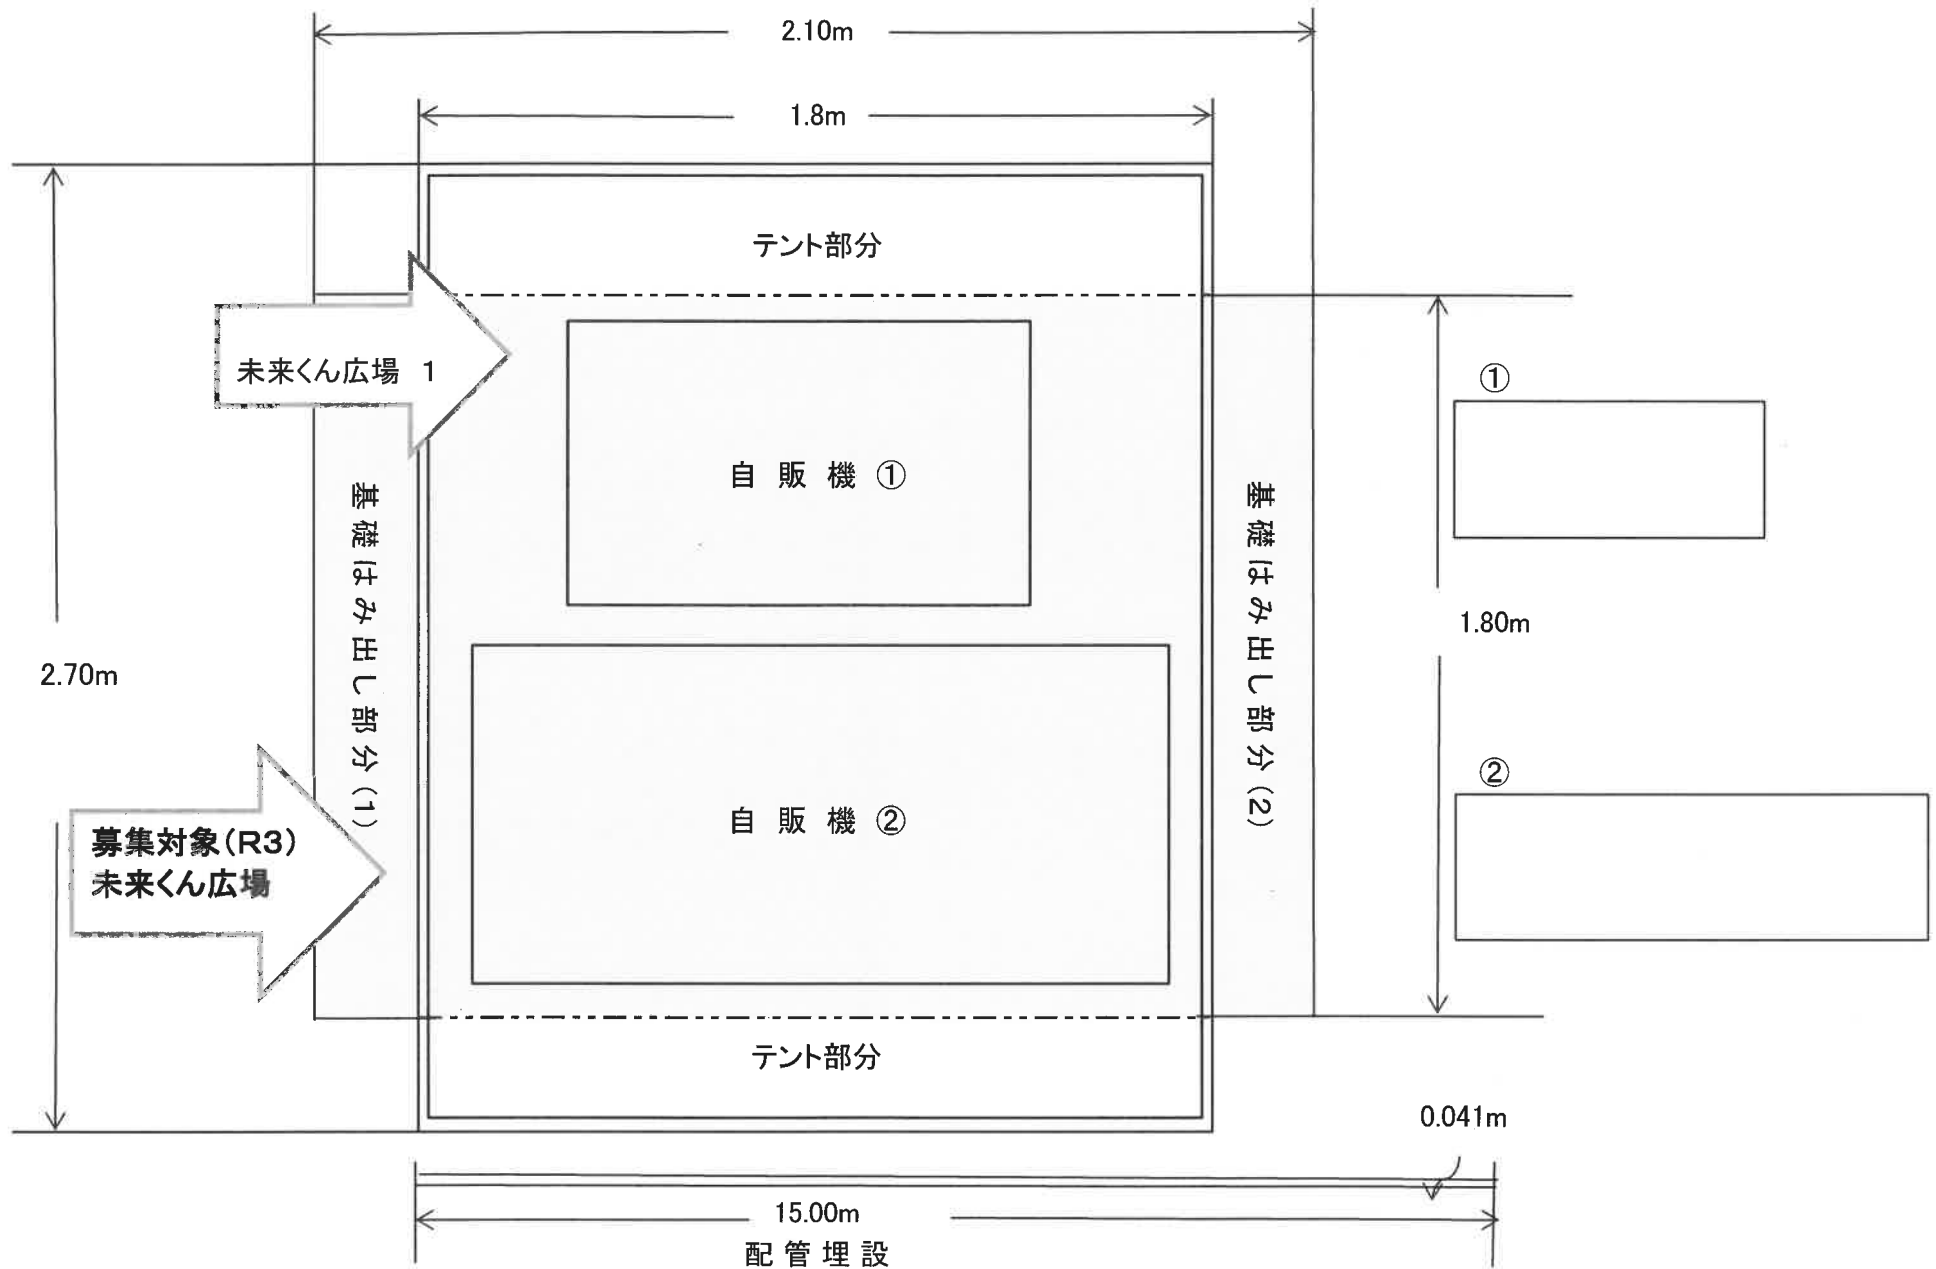 2.10m
1.8m
テント部分
未来くん広場 1
①
自 販 機 ①
基礎はみ出し部分(1)
基礎はみ出し部分(2)
1.80m
2.70m
②
自 販 機 ②
募集対象(R3)
未来くん広場
テント部分
0.041m
15.00m
配 管 埋 設